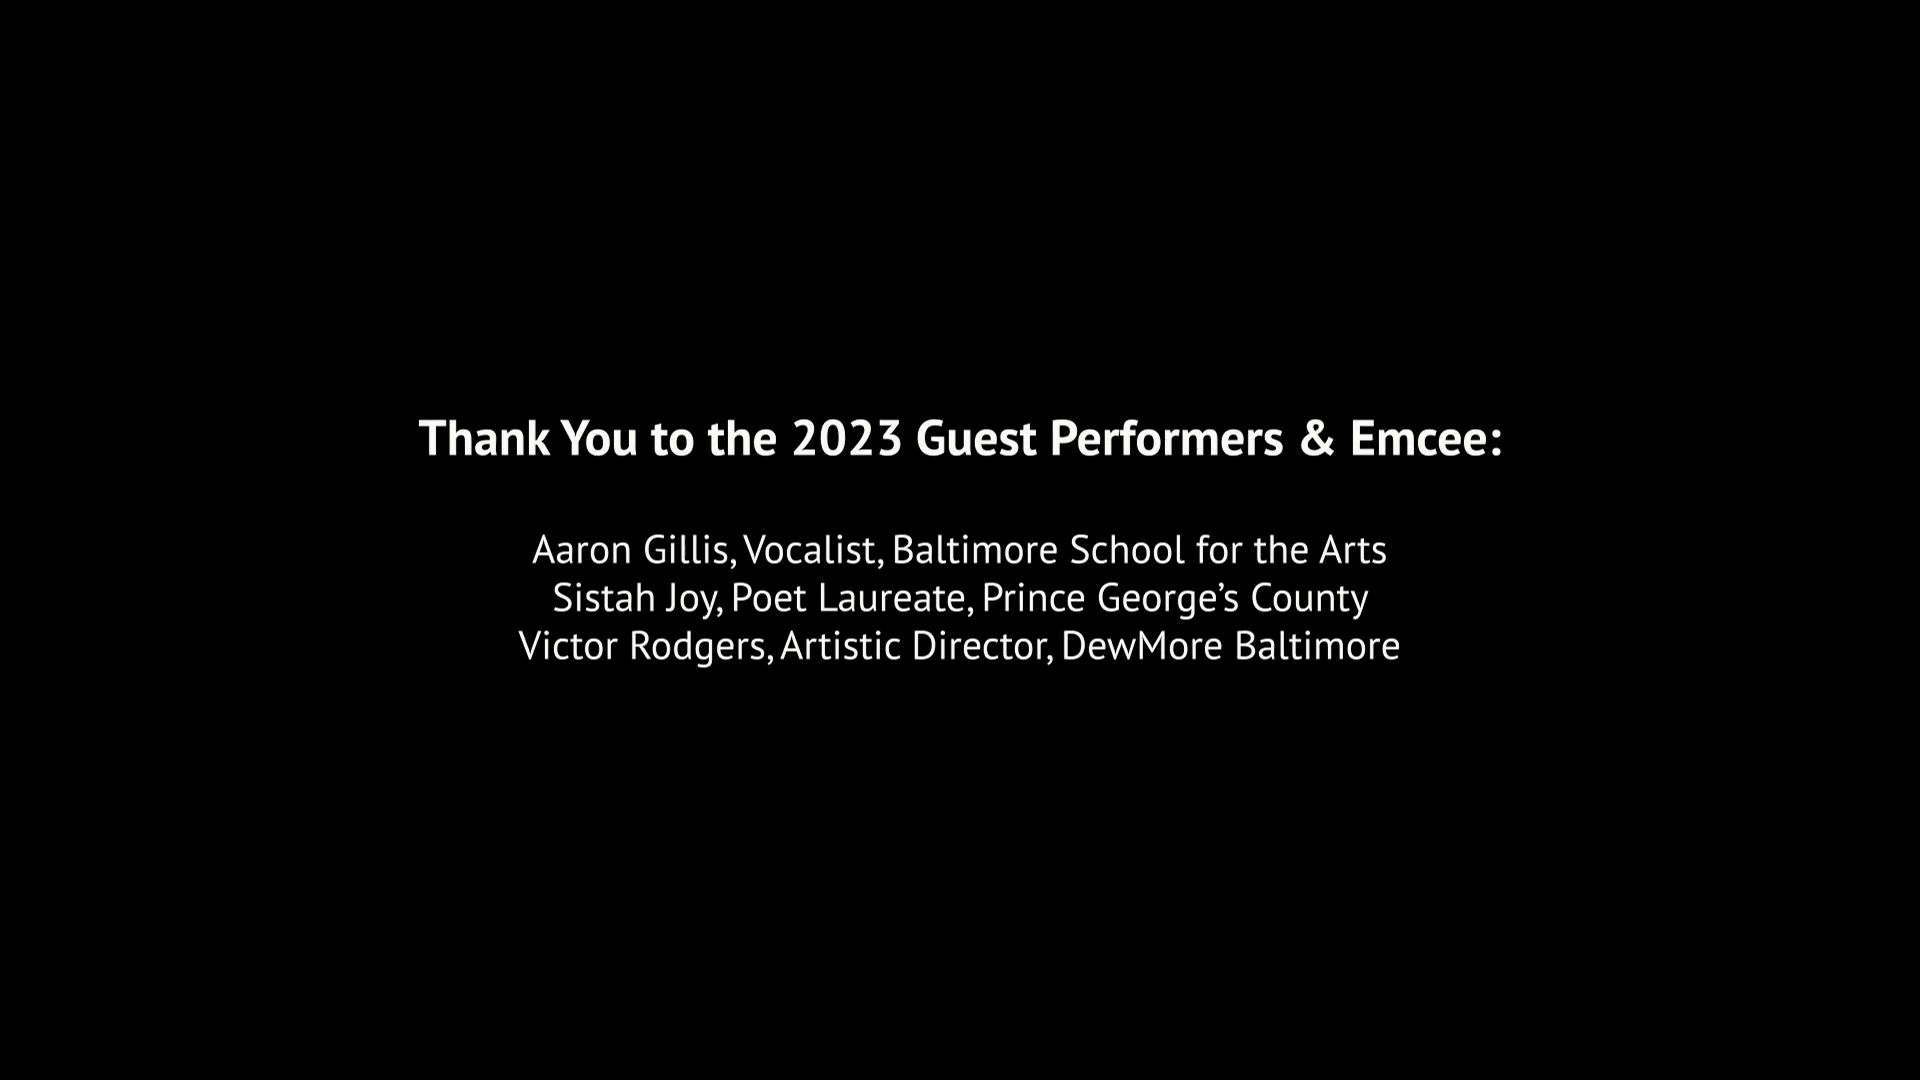 Thank You to the 2023 Guest Performers & Emcee:
Aaron Gillis, Vocalist, Baltimore School for the Arts
Sistah Joy, Poet Laureate, Prince George’s County
Victor Rodgers, Artistic Director, DewMore Baltimore